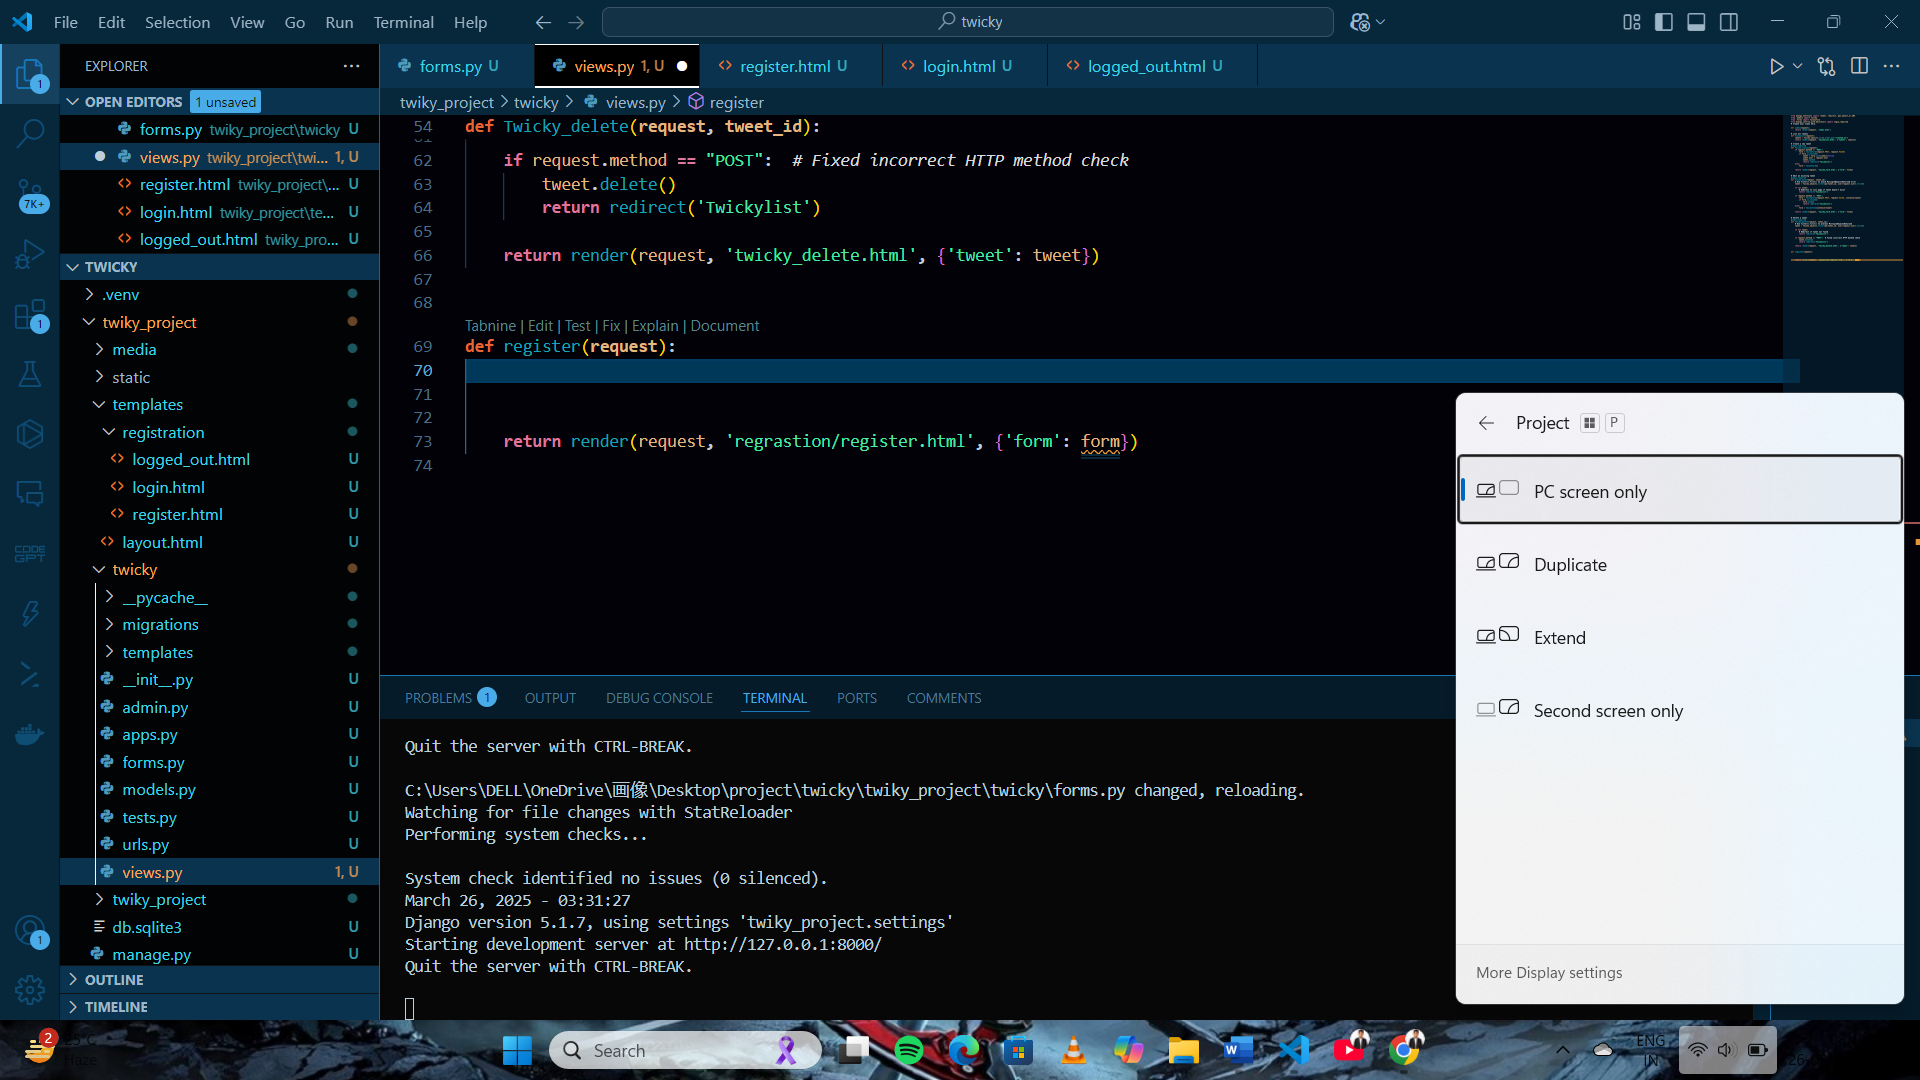 File Edit Selection View Go Run Terminal Help
twicky
EXPLORER
OPEN EDITORS 1 unsaved
forms.py twiky_project\twicky U
views.py twiky_project\twi... 1, U
register.html twiky_project\... U
login.html twiky_project\te... U
logged_out.html twiky_pro... U
TWICKY
.venv
twiky_project
media
static
templates
registration
logged_out.html U
login.html U
register.html U
layout.html U
twicky
__pycache__
migrations
templates
__init__.py U
admin.py U
apps.py U
forms.py U
models.py U
tests.py U
urls.py U
views.py 1, U
twiky_project
db.sqlite3 U
manage.py U
OUTLINE
TIMELINE
1
7K+
1
CODE GPT
1
forms.py U views.py 1, U register.html U login.html U logged_out.html U
twiky_project > twicky > views.py > register
54 def Twicky_delete(request, tweet_id):
62 if request.method == "POST": # Fixed incorrect HTTP method check
63 tweet.delete()
64 return redirect('Twickylist')
65
66 return render(request, 'twicky_delete.html', {'tweet': tweet})
67
68
Tabnine | Edit | Test | Fix | Explain | Document
69 def register(request):
70
71
72
73 return render(request, 'regrastion/register.html', {'form': form})
74
PROBLEMS 1 OUTPUT DEBUG CONSOLE TERMINAL PORTS COMMENTS
Quit the server with CTRL-BREAK.
C:\Users\DELL\OneDrive\画像\Desktop\project\twicky\twiky_project\twicky\forms.py changed, reloading.
Watching for file changes with StatReloader
Performing system checks...
System check identified no issues (0 silenced).
March 26, 2025 - 03:31:27
Django version 5.1.7, using settings 'twiky_project.settings'
Starting development server at http://127.0.0.1:8000/
Quit the server with CTRL-BREAK.
Project P
PC screen only
Duplicate
Extend
Second screen only
More Display settings
2
Haze
Search
ENG
IN